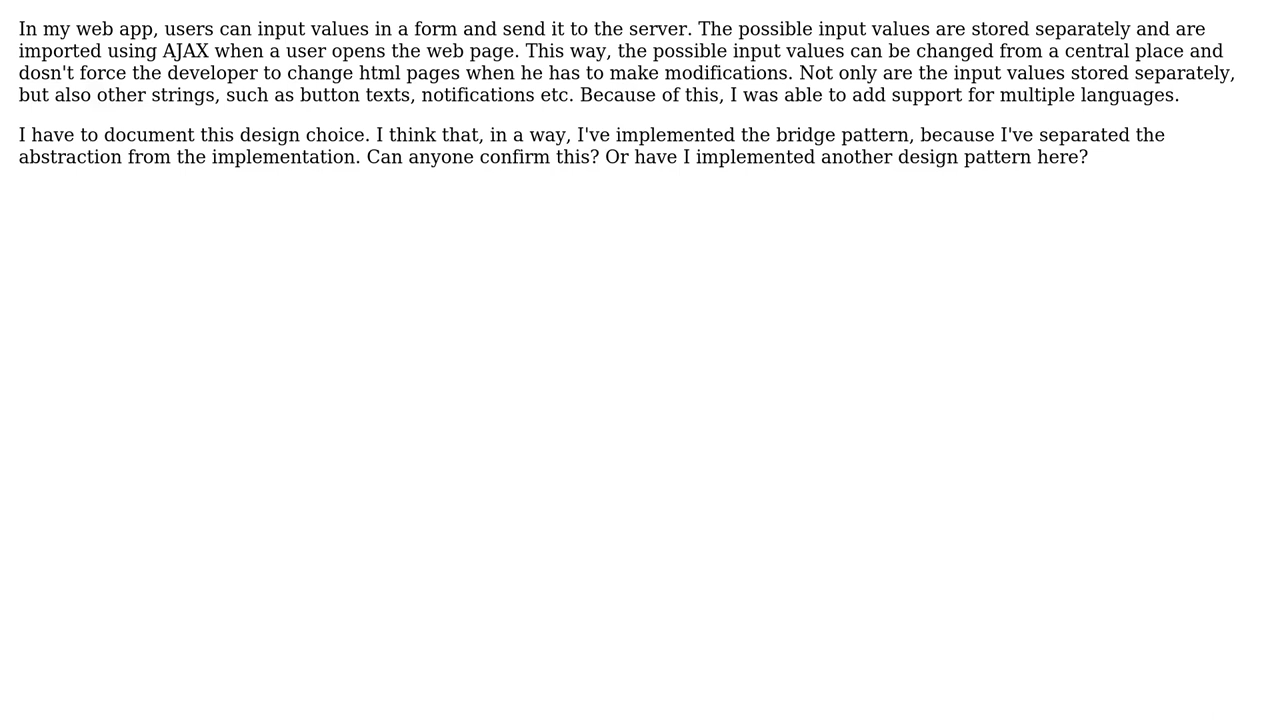 In my web app, users can input values in a form and send it to the server. The possible input values are stored separately and are
imported using AJAX when a user opens the web page. This way, the possible input values can be changed from a central place and
dosn't force the developer to change html pages when he has to make modifications. Not only are the input values stored separately,
but also other strings, such as button texts, notifications etc. Because of this, I was able to add support for multiple languages.
I have to document this design choice. I think that, in a way, I've implemented the bridge pattern, because I've separated the
abstraction from the implementation. Can anyone confirm this? Or have I implemented another design pattern here?